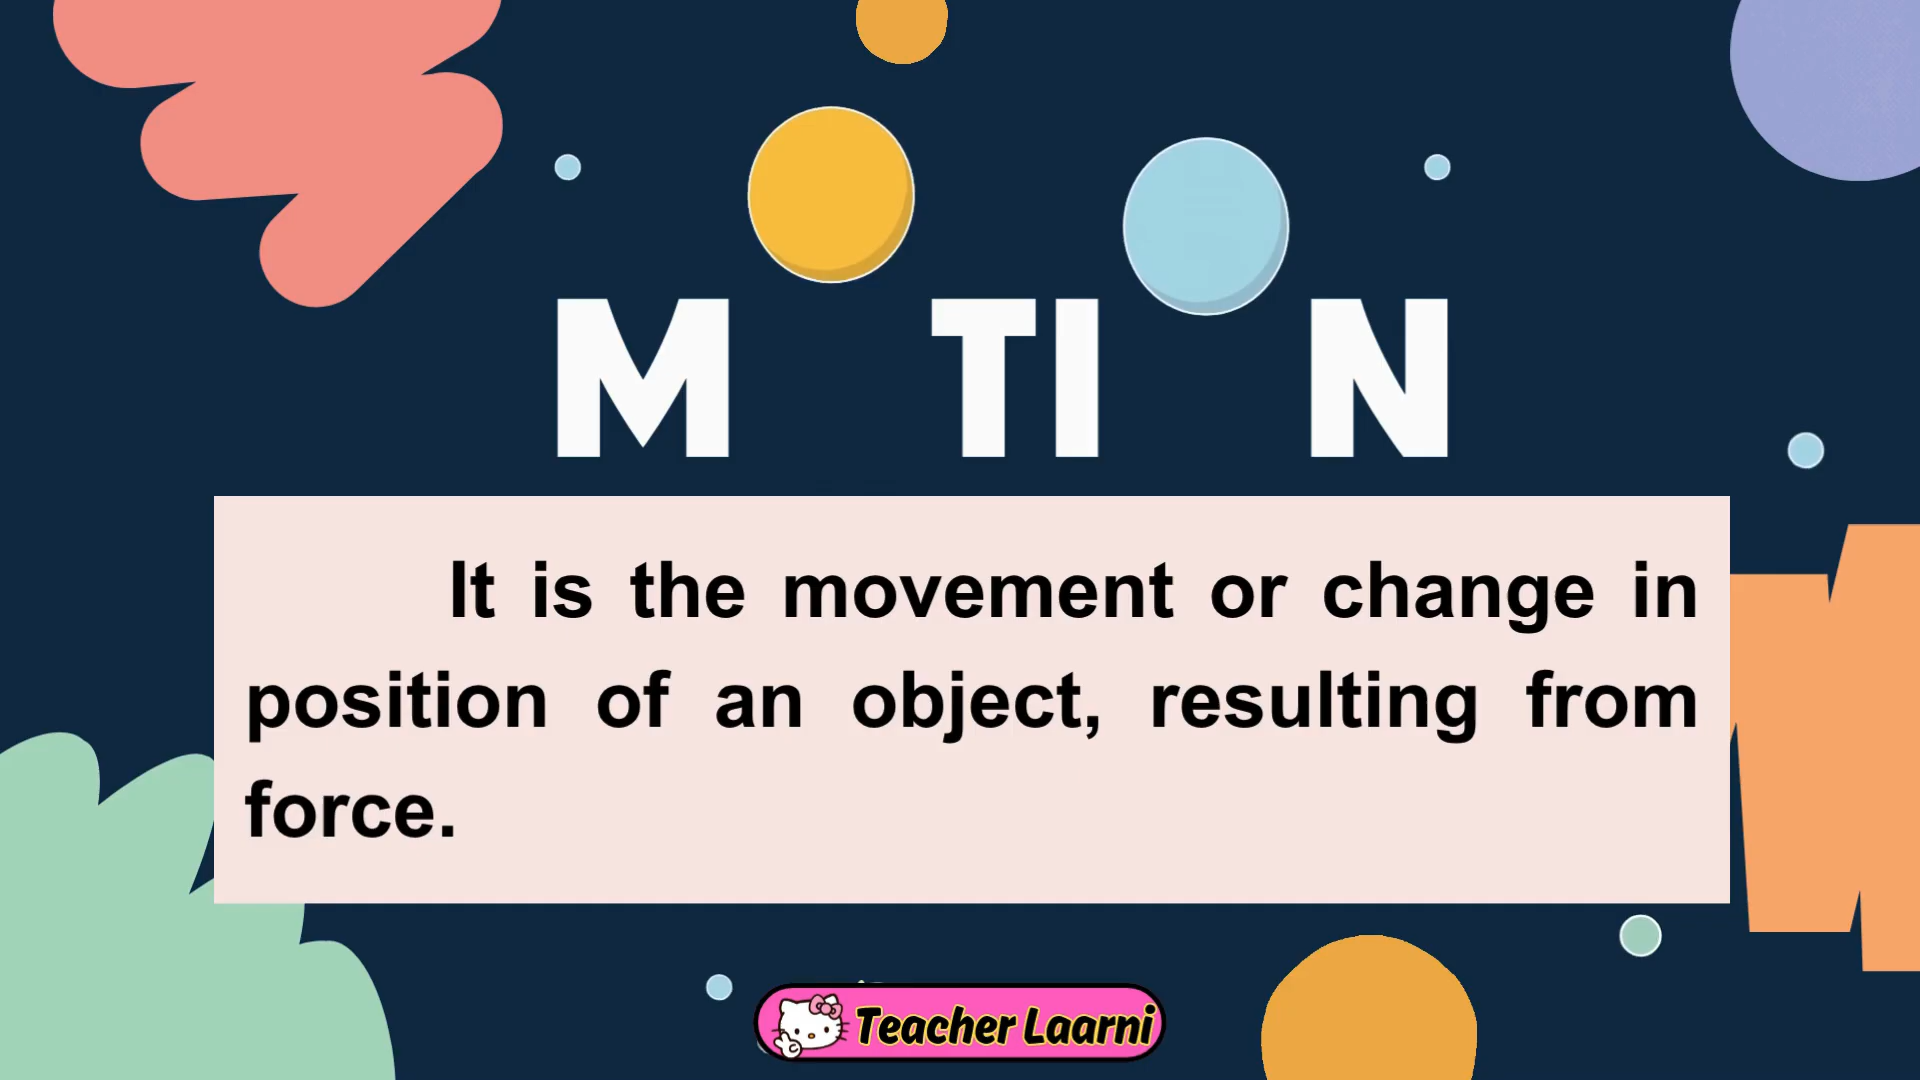 M TI N
It is the movement or change in
position of an object, resulting from
force.
Teacher Laarni